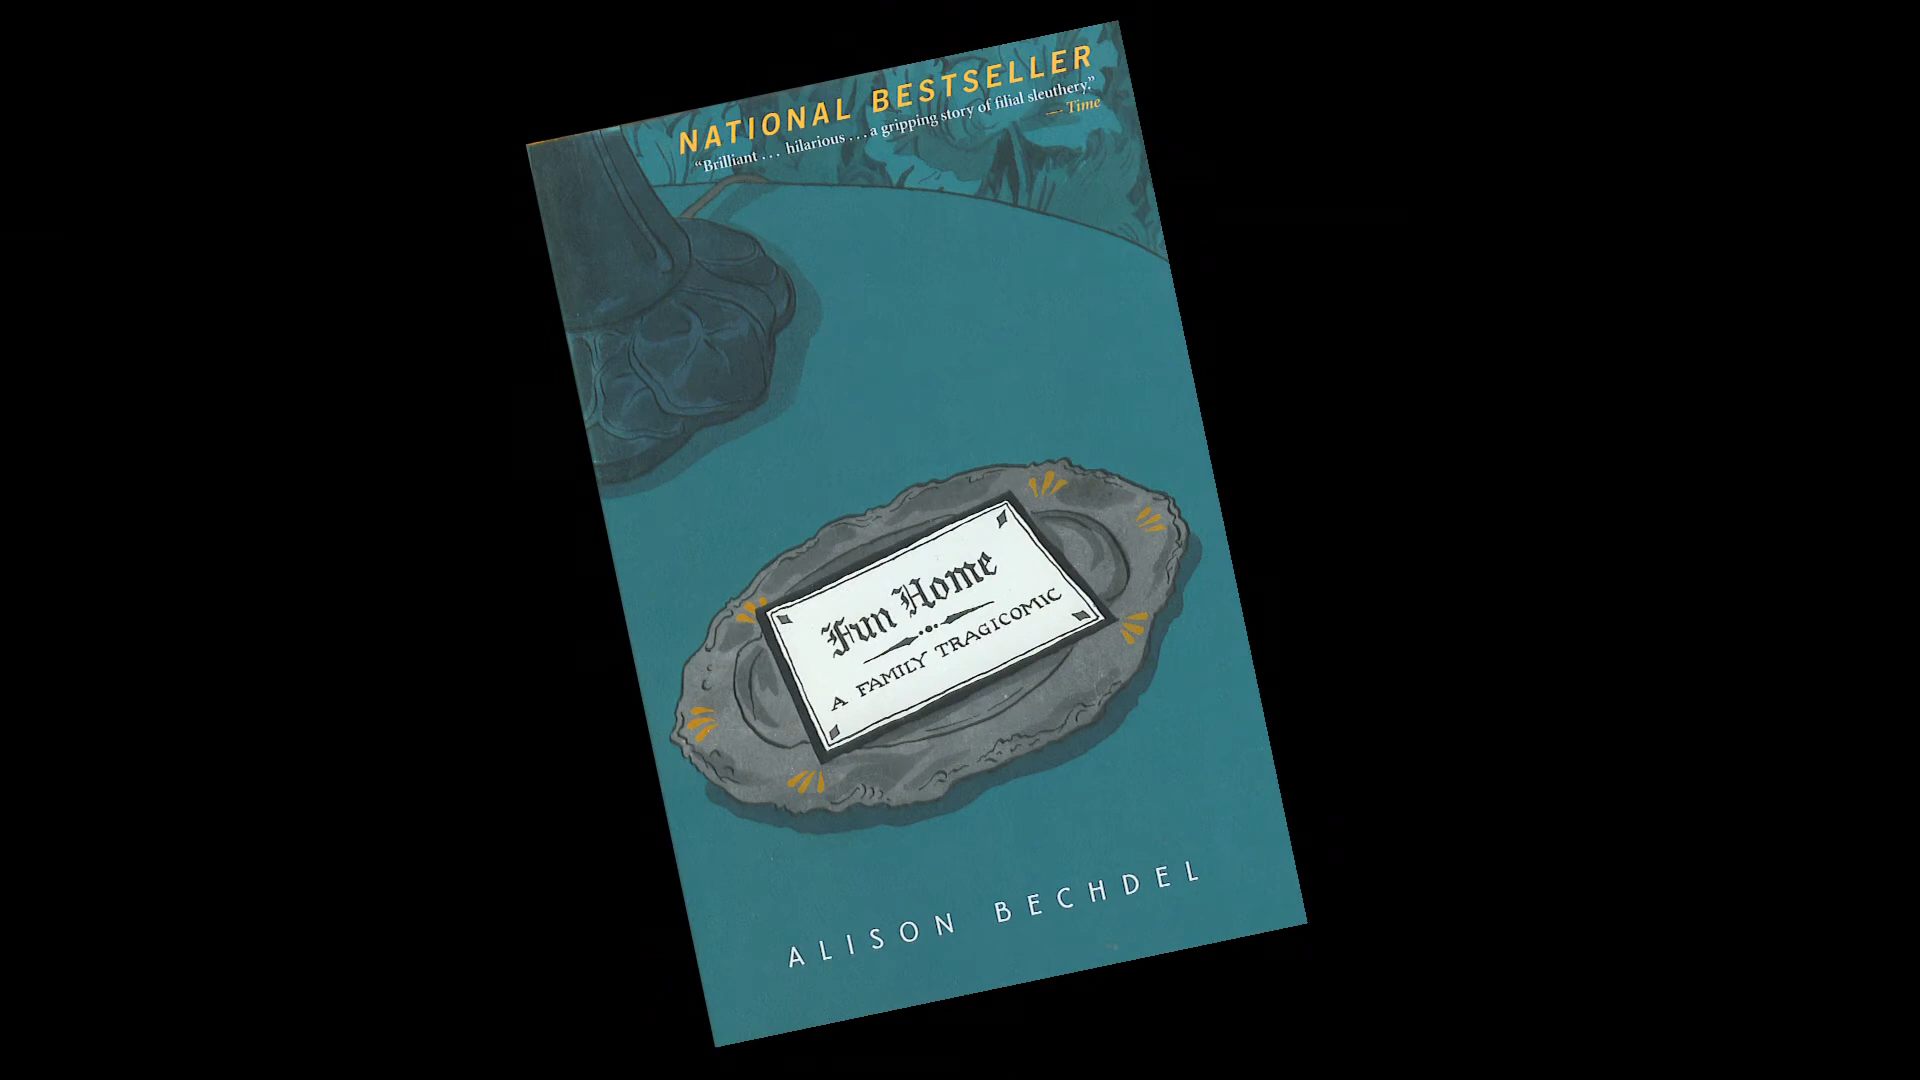 NATIONAL BESTSELLER
“Brilliant . . . hilarious . . . a gripping story of filial sleuthery.”
— Time
Fun Home
A FAMILY TRAGICOMIC
ALISON BECHDEL